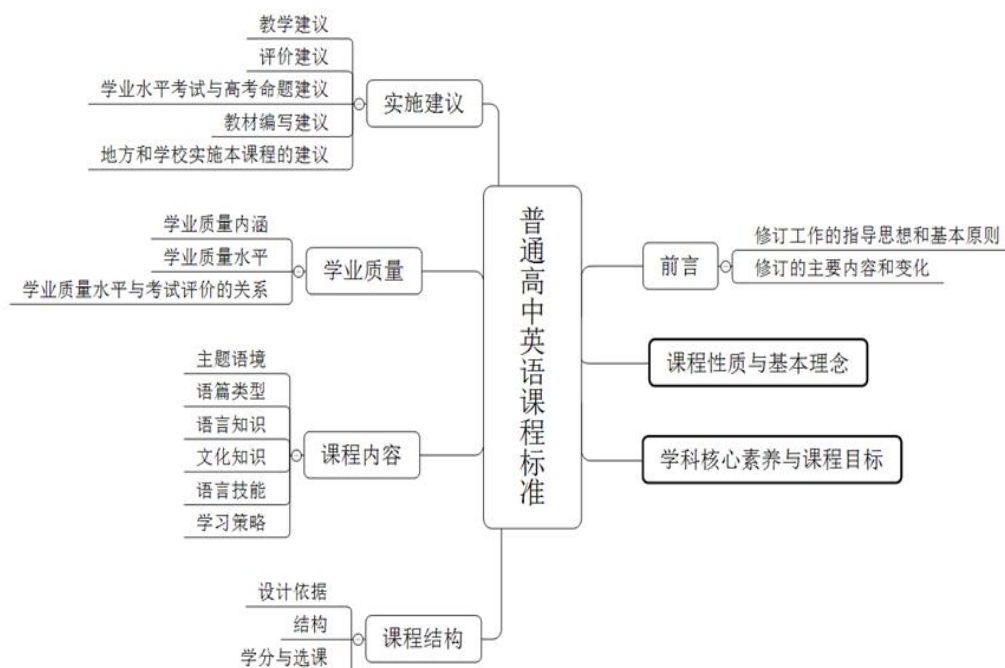 普通高中英语课程标准
前言
修订工作的指导思想和基本原则
修订的主要内容和变化
课程性质与基本理念
学科核心素养与课程目标
课程结构
设计依据
结构
学分与选课
课程内容
主题语境
语篇类型
语言知识
文化知识
语言技能
学习策略
学业质量
学业质量内涵
学业质量水平
学业质量水平与考试评价的关系
实施建议
教学建议
评价建议
学业水平考试与高考命题建议
教材编写建议
地方和学校实施本课程的建议